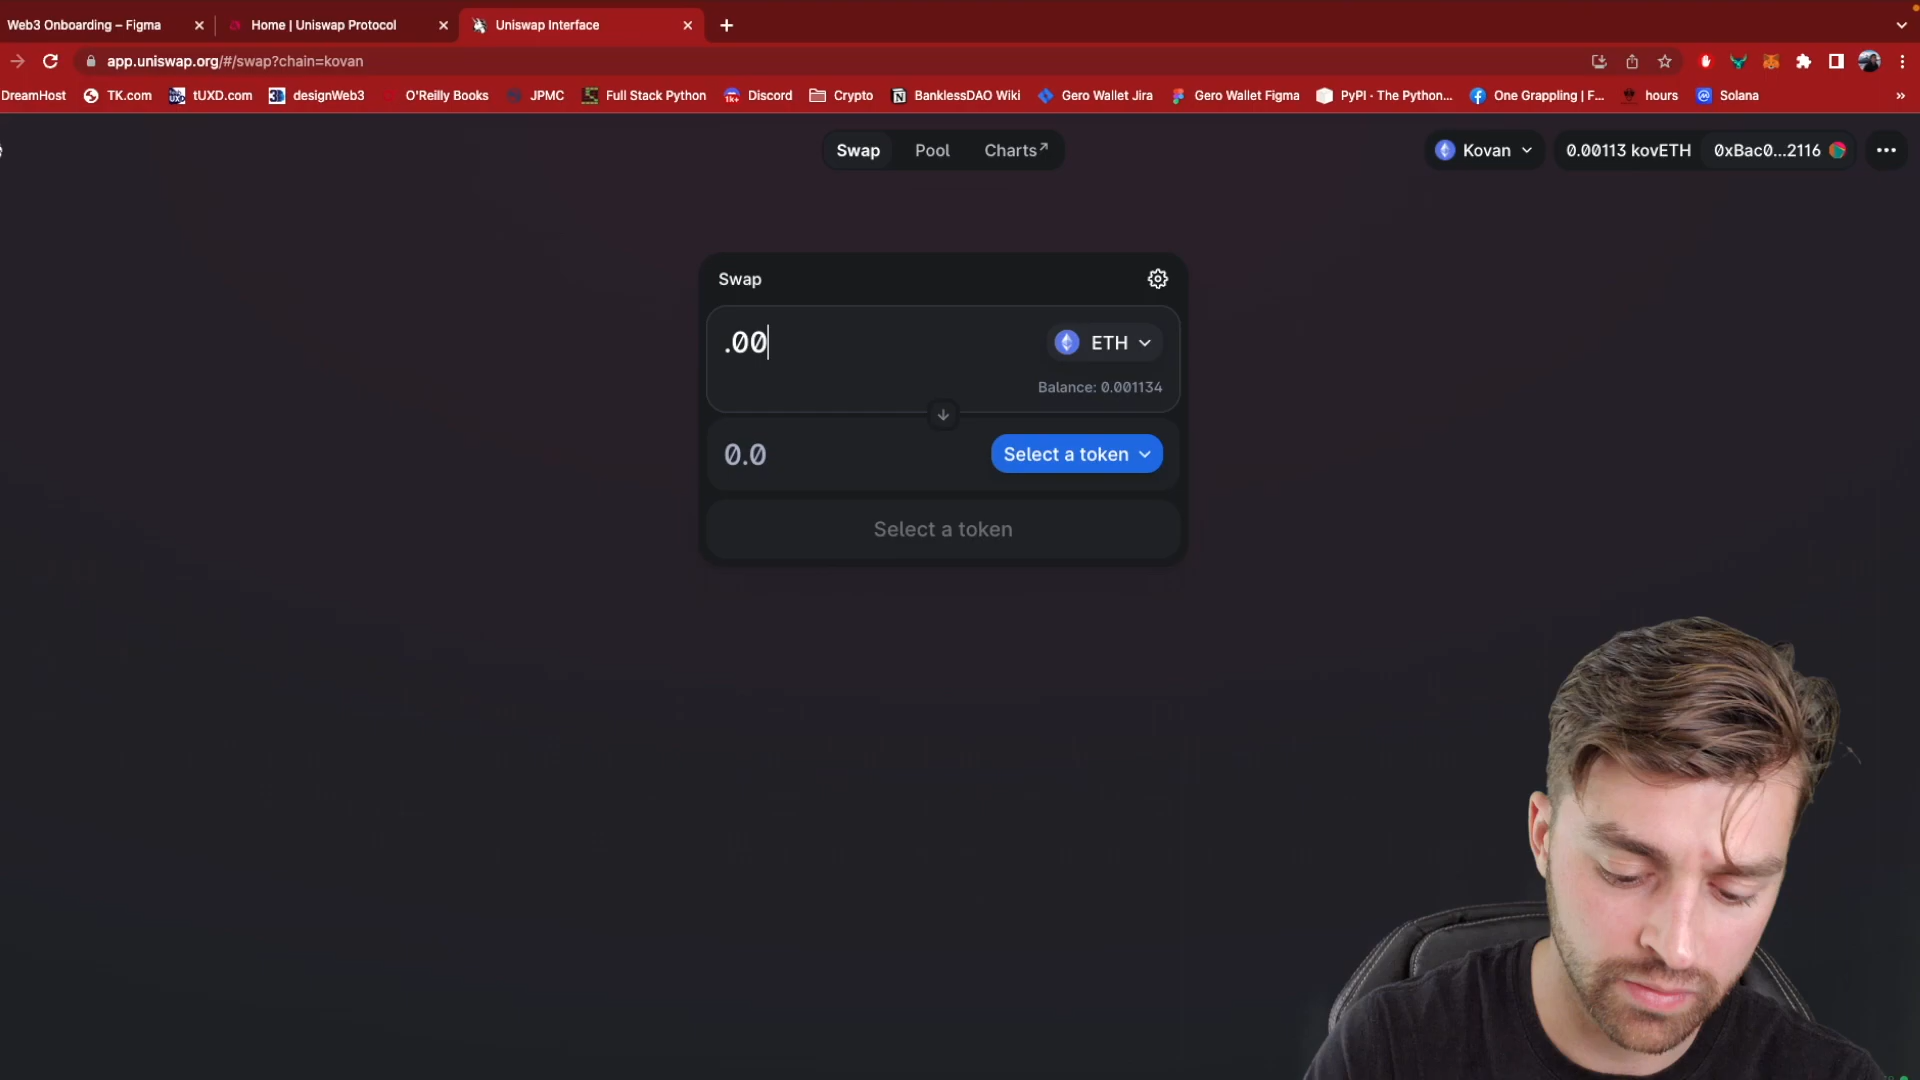 Web3 Onboarding – Figma
Home | Uniswap Protocol
Uniswap Interface
app.uniswap.org/#/swap?chain=kovan
DreamHost
TK.com
tUXD.com
designWeb3
O'Reilly Books
JPMC
Full Stack Python
Discord
Crypto
BanklessDAO Wiki
Gero Wallet Jira
Gero Wallet Figma
PyPI · The Python...
One Grappling | F...
hours
Solana
»
Swap
Pool
Charts↗
Kovan
0.00113 kovETH
0xBac0...2116
Swap
.00
ETH
Balance: 0.001134
0.0
Select a token
Select a token